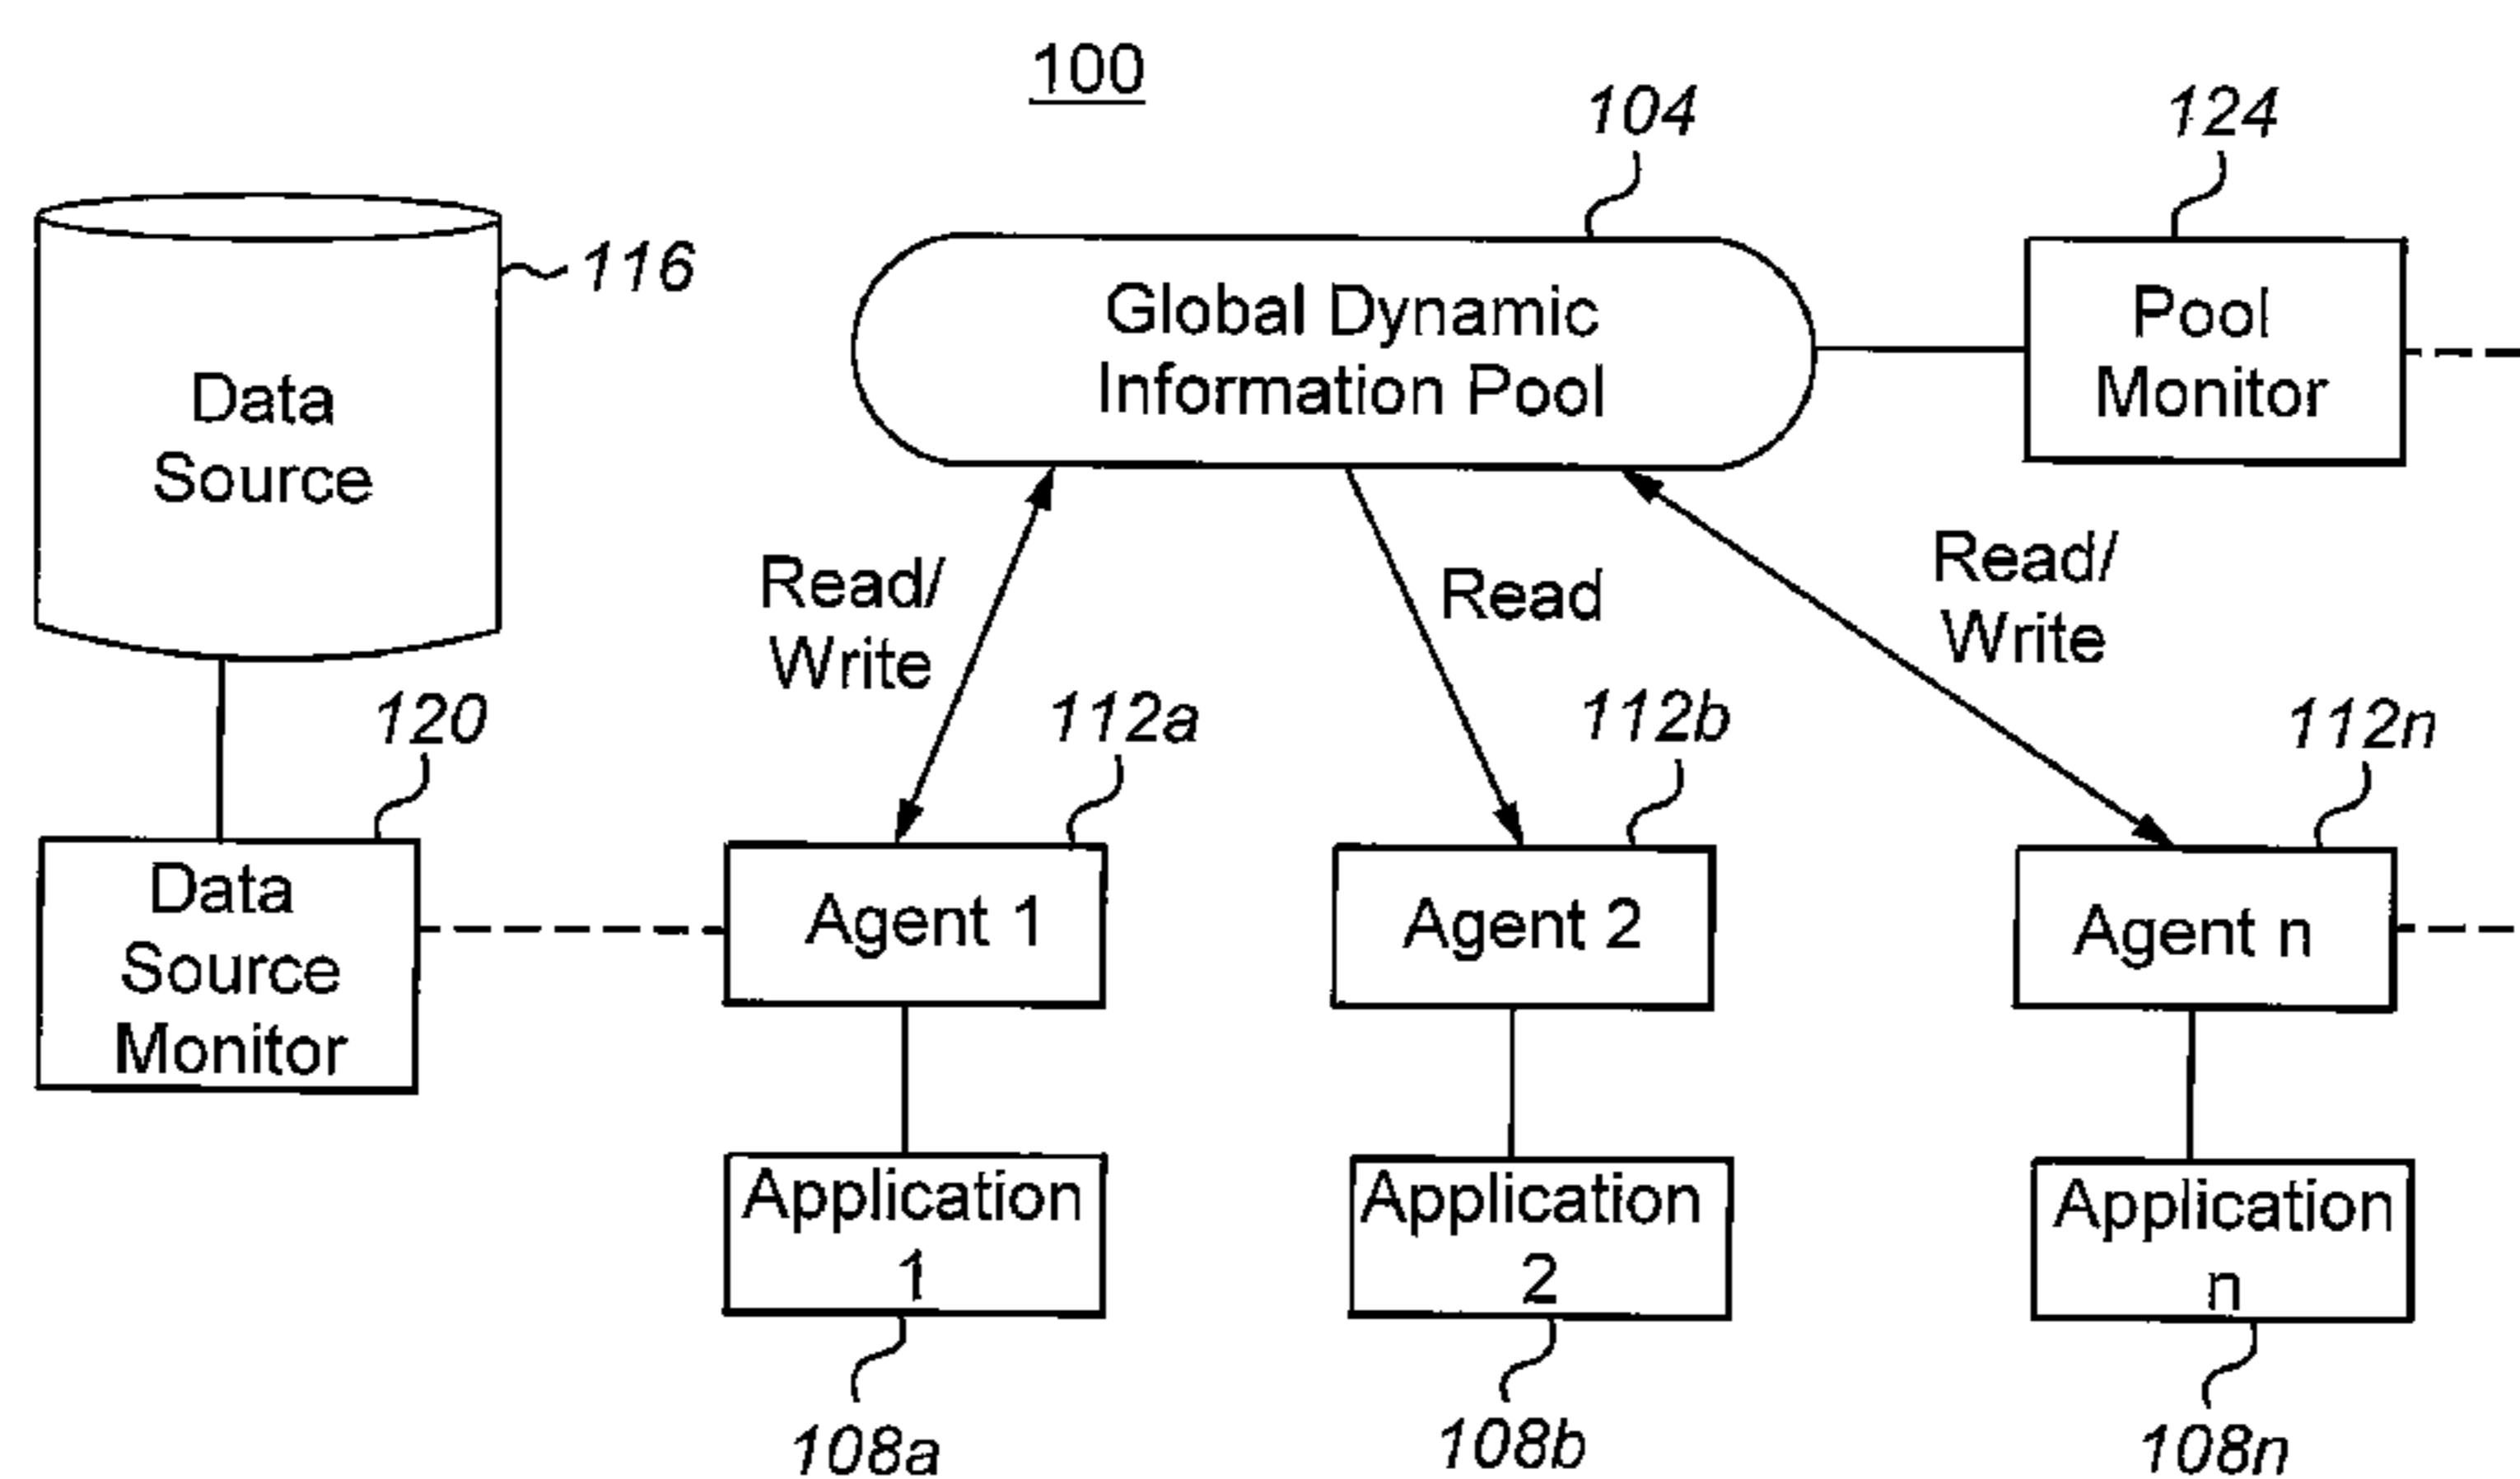 100
104
124
116
Data
Source
Global Dynamic
Information Pool
Pool
Monitor
Read/
Write
Read
Read/
Write
120
112a
112b
112n
Data
Source
Monitor
Agent 1
Agent 2
Agent n
Application
1
Application
2
Application
n
108a
108b
108n